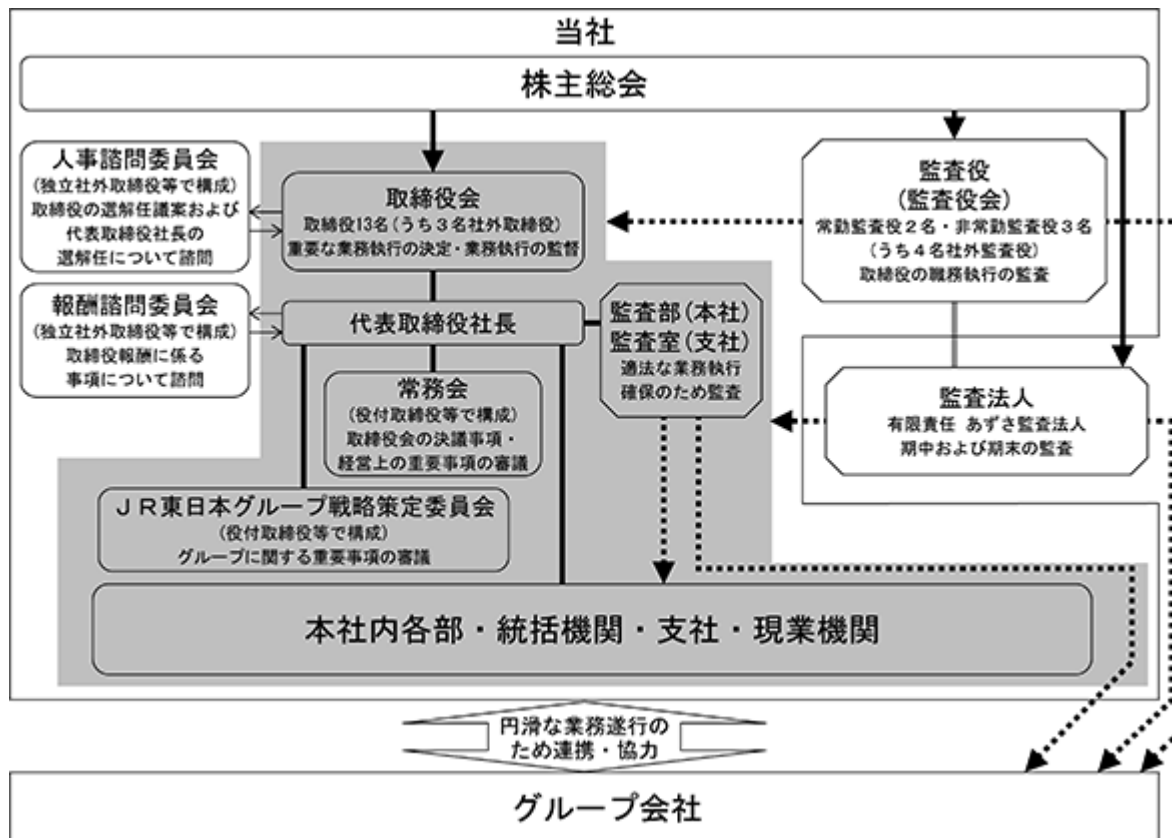 当社
株主総会
人事諮問委員会
(独立社外取締役等で構成)
取締役の選解任議案および
代表取締役社長の
選解任について諮問
取締役会
取締役13名(うち3名社外取締役)
重要な業務執行の決定・業務執行の監督
監査役
(監査役会)
常勤監査役2名・非常勤監査役3名
(うち4名社外監査役)
取締役の職務執行の監査
報酬諮問委員会
(独立社外取締役等で構成)
取締役報酬に係る
事項について諮問
代表取締役社長
監査部(本社)
監査室(支社)
適法な業務執行
確保のため監査
常務会
(役付取締役等で構成)
取締役会の決議事項・
経営上の重要事項の審議
監査法人
有限責任 あずさ監査法人
期中および期末の監査
JR東日本グループ戦略策定委員会
(役付取締役等で構成)
グループに関する重要事項の審議
本社内各部・統括機関・支社・現業機関
円滑な業務遂行の
ため連携・協力
グループ会社